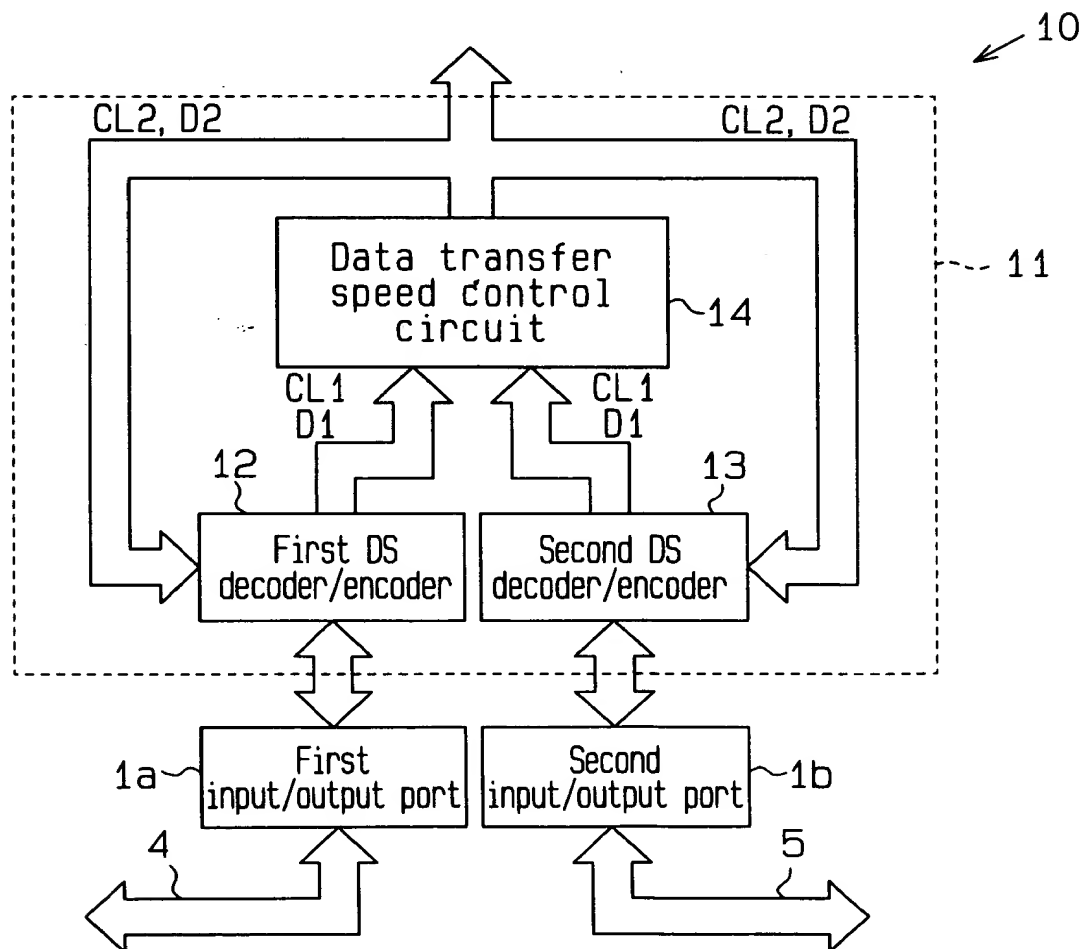 10
CL2, D2
CL2, D2
Data transfer
speed control
circuit
11
14
CL1
D1
CL1
D1
12
13
First DS
decoder/encoder
Second DS
decoder/encoder
1a
First
input/output port
Second
input/output port
1b
4
5